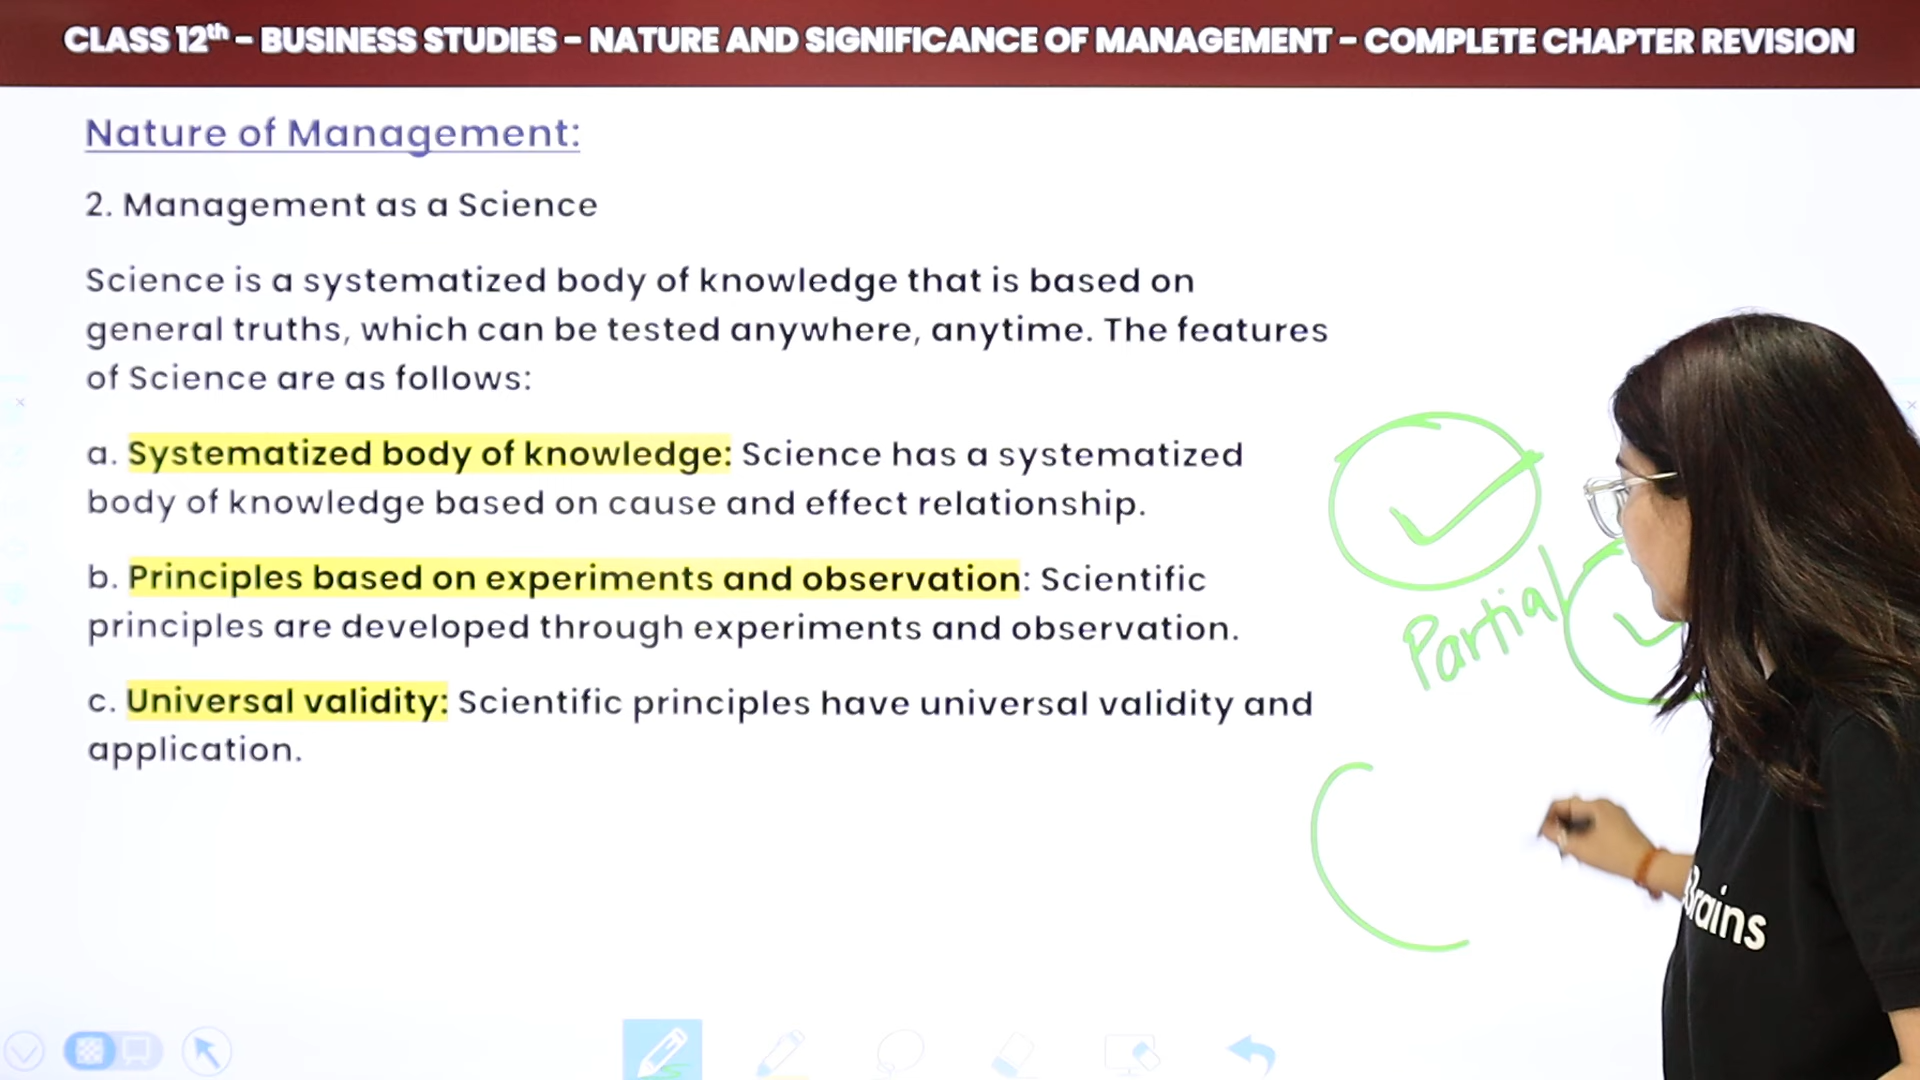 CLASS 12th – BUSINESS STUDIES – NATURE AND SIGNIFICANCE OF MANAGEMENT – COMPLETE CHAPTER REVISION
Nature of Management:
2. Management as a Science
Science is a systematized body of knowledge that is based on
general truths, which can be tested anywhere, anytime. The features
of Science are as follows:
a. Systematized body of knowledge: Science has a systematized
body of knowledge based on cause and effect relationship.
b. Principles based on experiments and observation: Scientific
principles are developed through experiments and observation.
Partial
c. Universal validity: Scientific principles have universal validity and
application.
Brains